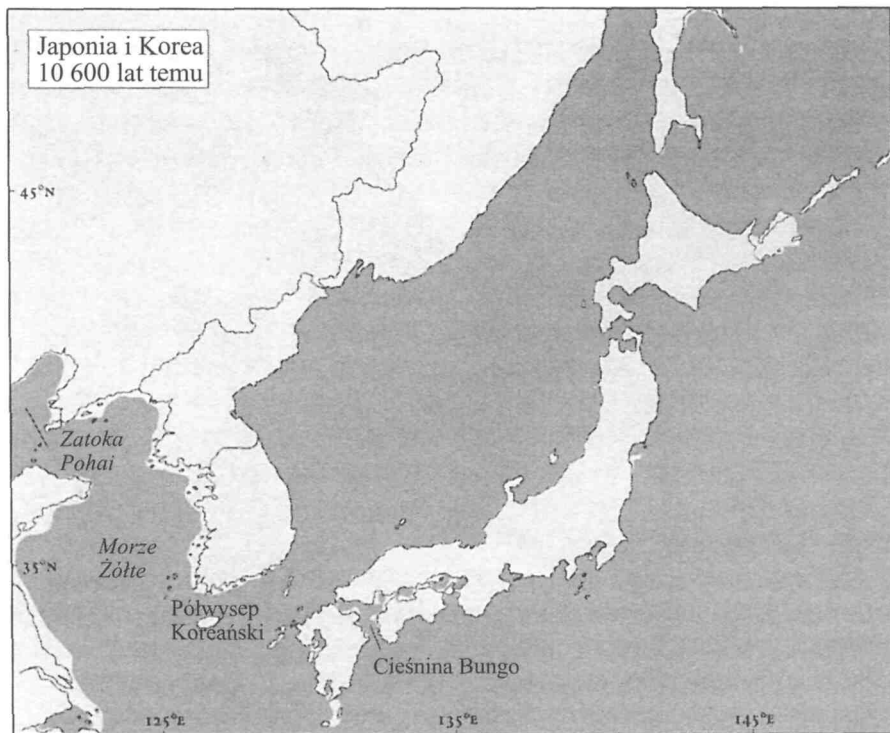 Japonia i Korea
10 600 lat temu
45°N
Zatoka
Pohai
Morze
Żółte
35°N
Półwysep
Koreański
Cieśnina Bungo
125°E
135°E
145°E